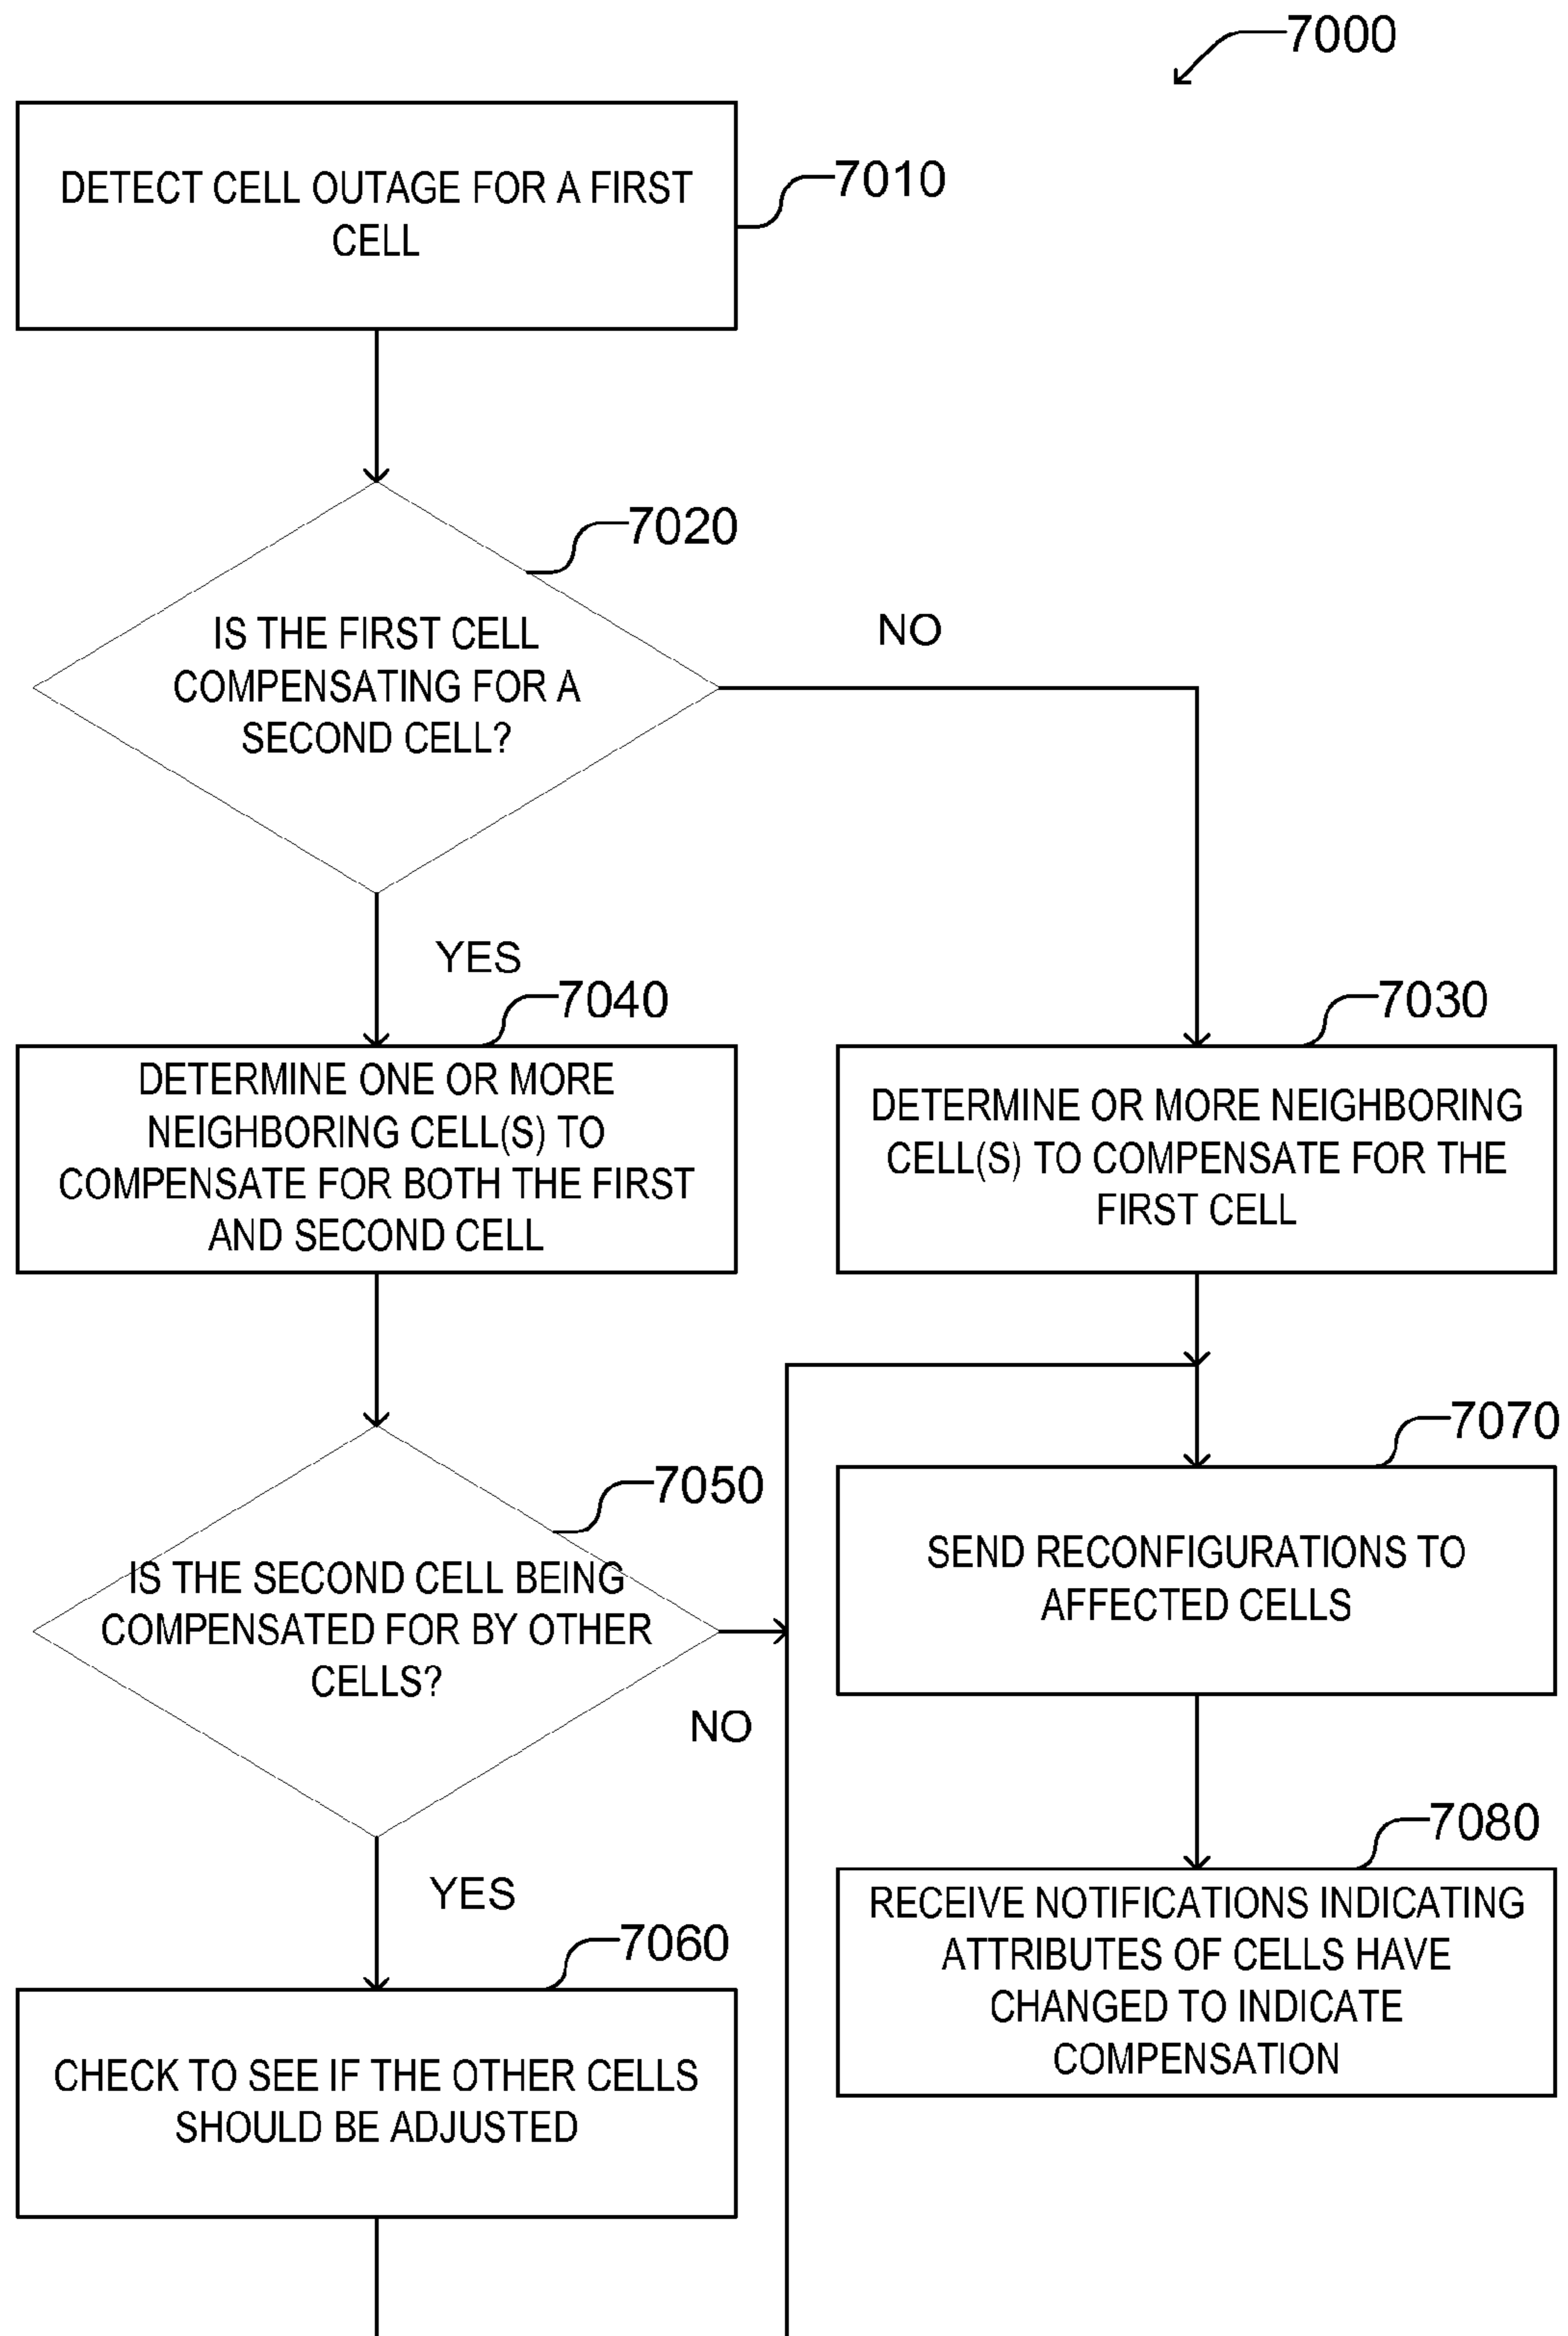 7000
DETECT CELL OUTAGE FOR A FIRST
CELL
7010
7020
IS THE FIRST CELL
COMPENSATING FOR A
SECOND CELL?
NO
YES
7040
DETERMINE ONE OR MORE
NEIGHBORING CELL(S) TO
COMPENSATE FOR BOTH THE FIRST
AND SECOND CELL
7030
DETERMINE OR MORE NEIGHBORING
CELL(S) TO COMPENSATE FOR THE
FIRST CELL
7050
IS THE SECOND CELL BEING
COMPENSATED FOR BY OTHER
CELLS?
NO
YES
7070
SEND RECONFIGURATIONS TO
AFFECTED CELLS
7060
CHECK TO SEE IF THE OTHER CELLS
SHOULD BE ADJUSTED
7080
RECEIVE NOTIFICATIONS INDICATING
ATTRIBUTES OF CELLS HAVE
CHANGED TO INDICATE
COMPENSATION